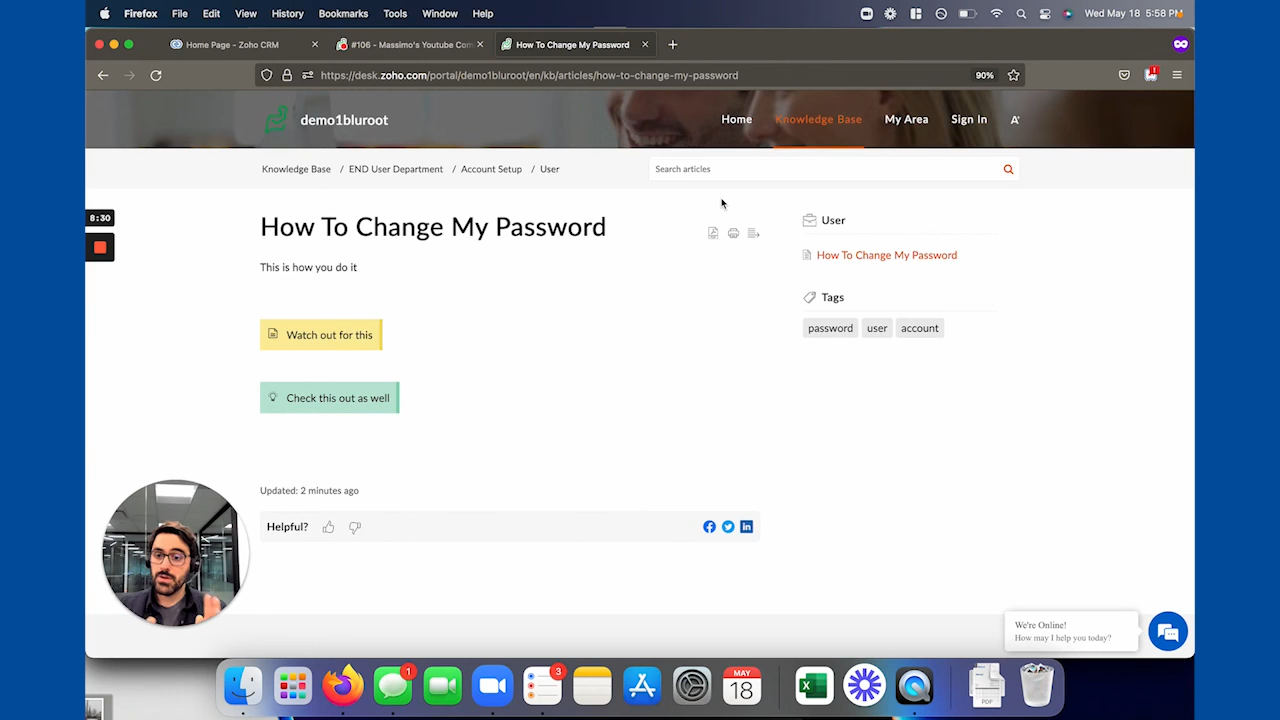 Firefox File Edit View History Bookmarks Tools Window Help Wed May 18 5:58 PM
Home Page - Zoho CRM #106 - Massimo's Youtube Com How To Change My Password
https://desk.zoho.com/portal/demo1bluroot/en/kb/articles/how-to-change-my-password 90%
demo1bluroot Home Knowledge Base My Area Sign In A
Knowledge Base / END User Department / Account Setup / User Search articles
8:30
How To Change My Password
This is how you do it
Watch out for this
Check this out as well
Updated: 2 minutes ago
Helpful?
User
How To Change My Password
Tags
password user account
We're Online!
How may I help you today?
1 3 MAY
18
PDF